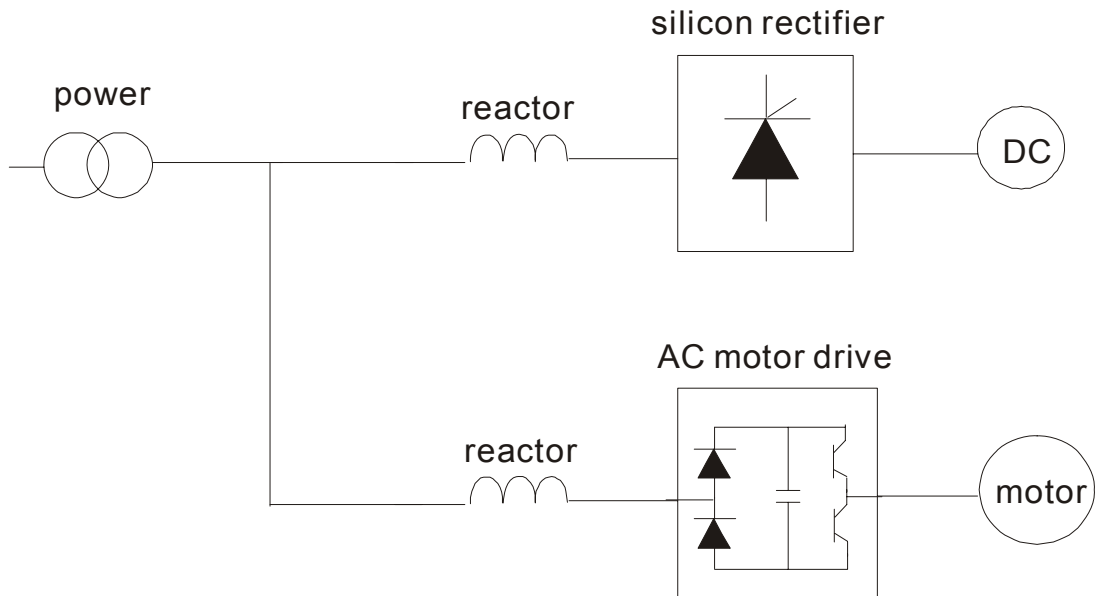 silicon rectifier
power
reactor
DC
AC motor drive
reactor
motor